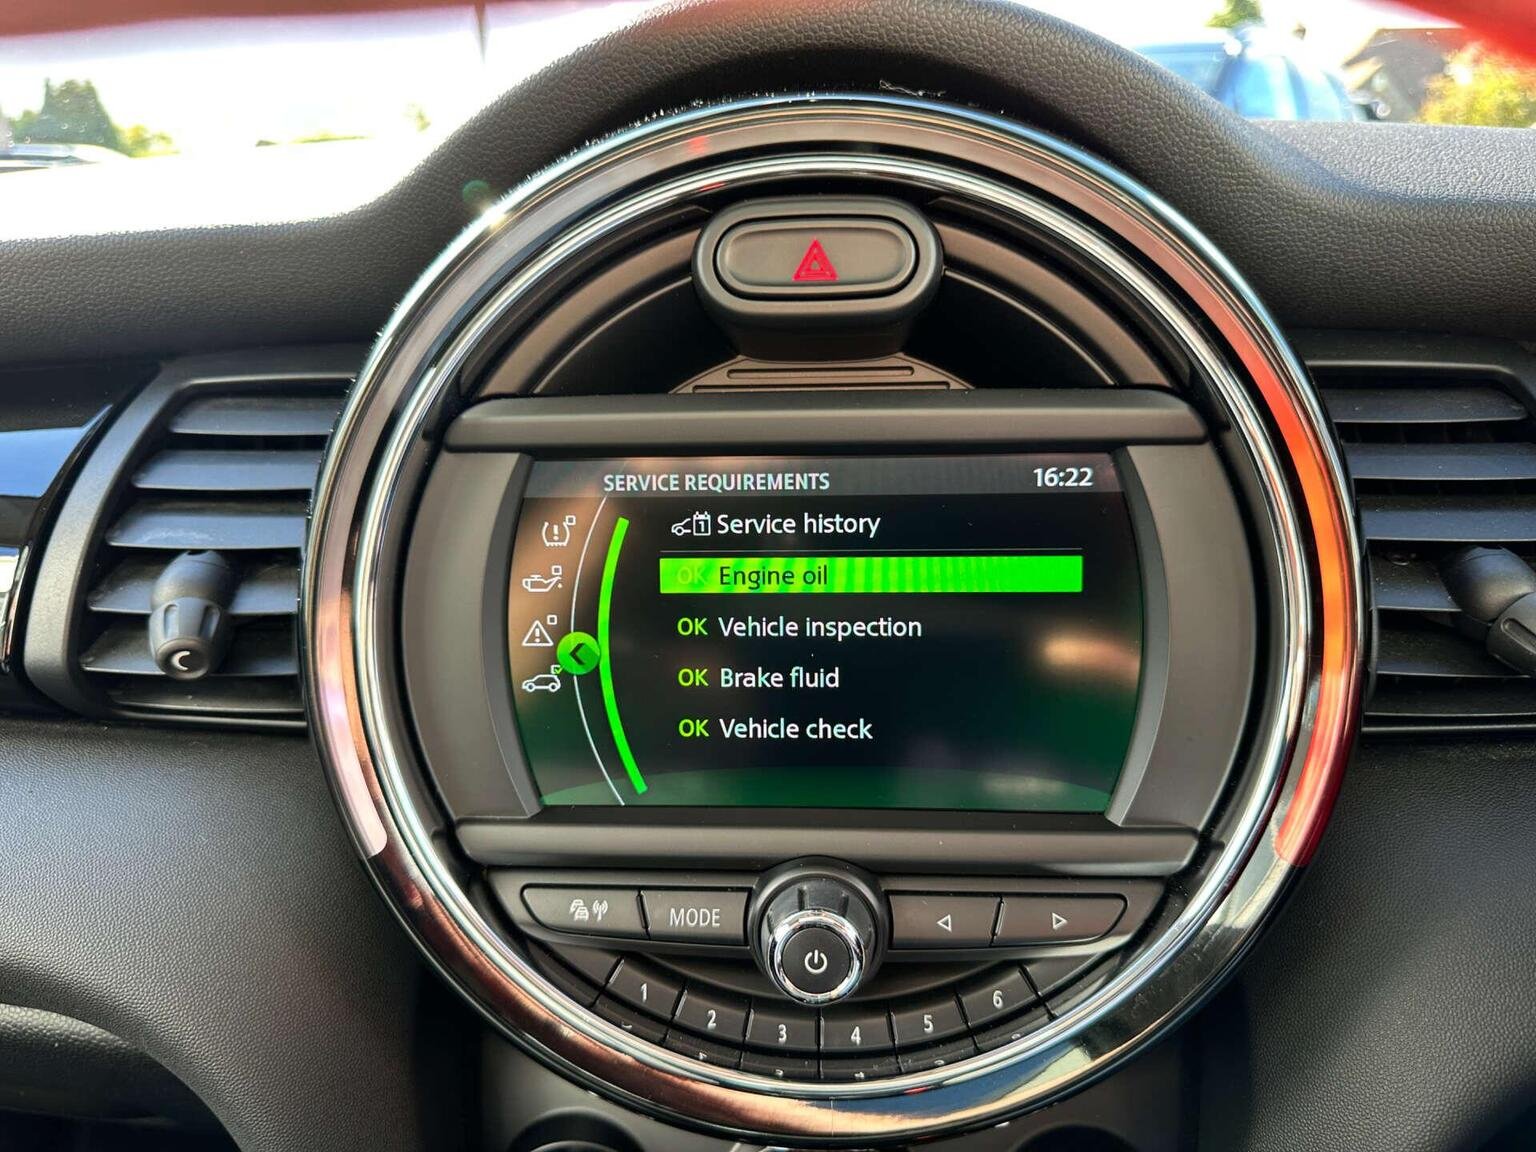 SERVICE REQUIREMENTS 16:22
Service history
OK Engine oil
OK Vehicle inspection
OK Brake fluid
OK Vehicle check
MODE
1 2 3 4 5 6